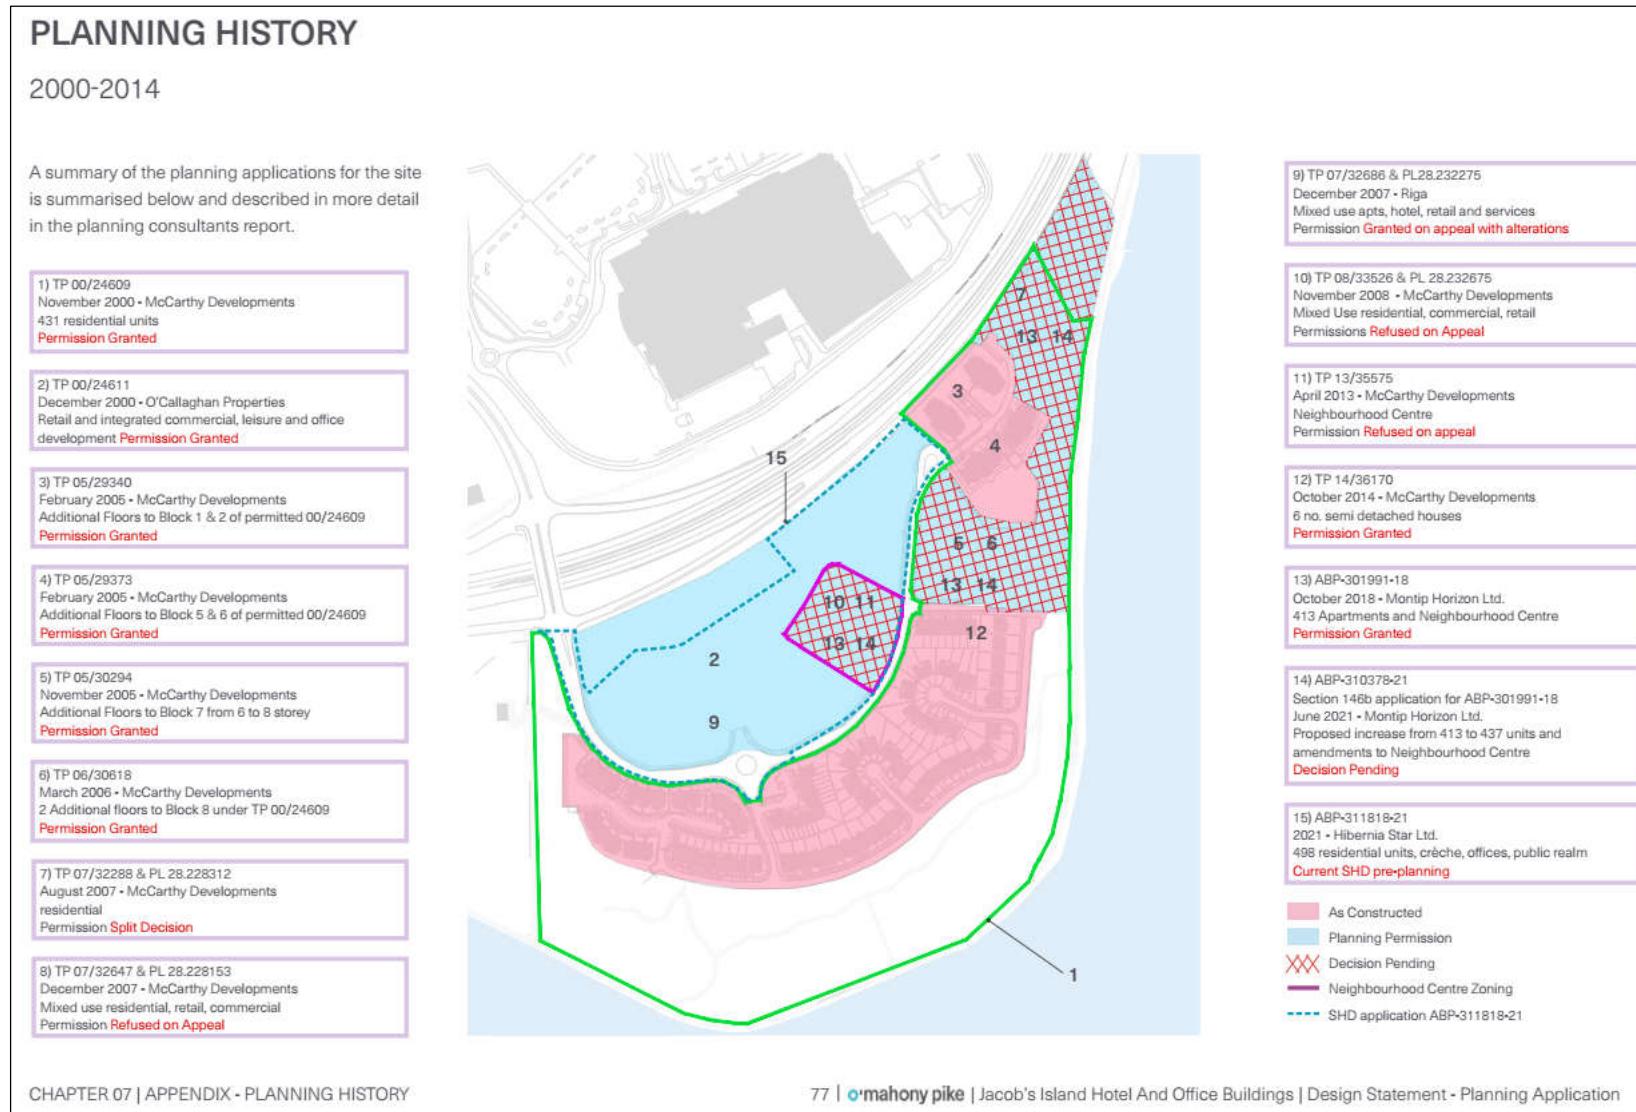 PLANNING HISTORY
2000-2014
A summary of the planning applications for the site
is summarised below and described in more detail
in the planning consultants report.
1) TP 00/24609
November 2000 - McCarthy Developments
431 residential units
Permission Granted
2) TP 00/24611
December 2000 - O'Callaghan Properties
Retail and integrated commercial, leisure and office
development Permission Granted
3) TP 05/29340
February 2005 - McCarthy Developments
Additional Floors to Block 1 & 2 of permitted 00/24609
Permission Granted
4) TP 05/29373
February 2005 - McCarthy Developments
Additional Floors to Block 5 & 6 of permitted 00/24609
Permission Granted
5) TP 05/30294
November 2005 - McCarthy Developments
Additional Floors to Block 7 from 6 to 8 storey
Permission Granted
6) TP 06/30618
March 2006 - McCarthy Developments
2 Additional floors to Block 8 under TP 00/24609
Permission Granted
7) TP 07/32288 & PL 28.228312
August 2007 - McCarthy Developments
residential
Permission Split Decision
8) TP 07/32647 & PL 28.228153
December 2007 - McCarthy Developments
Mixed use residential, retail, commercial
Permission Refused on Appeal
7
13 14
3
4
15
5 6
13 14
10 11
13 14
12
2
9
1
9) TP 07/32686 & PL28.232275
December 2007 - Riga
Mixed use apts, hotel, retail and services
Permission Granted on appeal with alterations
10) TP 08/33526 & PL 28.232675
November 2008 - McCarthy Developments
Mixed Use residential, commercial, retail
Permissions Refused on Appeal
11) TP 13/35575
April 2013 - McCarthy Developments
Neighbourhood Centre
Permission Refused on appeal
12) TP 14/36170
October 2014 - McCarthy Developments
6 no. semi detached houses
Permission Granted
13) ABP-301991-18
October 2018 - Montip Horizon Ltd.
413 Apartments and Neighbourhood Centre
Permission Granted
14) ABP-310378-21
Section 146b application for ABP-301991-18
June 2021 - Montip Horizon Ltd.
Proposed increase from 413 to 437 units and
amendments to Neighbourhood Centre
Decision Pending
15) ABP-311818-21
2021 - Hibernia Star Ltd.
498 residential units, crèche, offices, public realm
Current SHD pre-planning
As Constructed
Planning Permission
Decision Pending
Neighbourhood Centre Zoning
SHD application ABP-311818-21
CHAPTER 07 | APPENDIX - PLANNING HISTORY
77 | o'mahony pike | Jacob's Island Hotel And Office Buildings | Design Statement - Planning Application